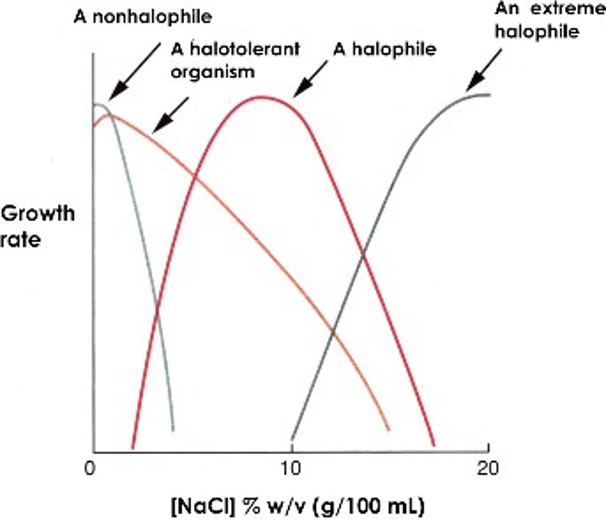 A nonhalophile
A halotolerant
organism
A halophile
An extreme
halophile
Growth
rate
0
10
20
[NaCl] % w/v (g/100 mL)